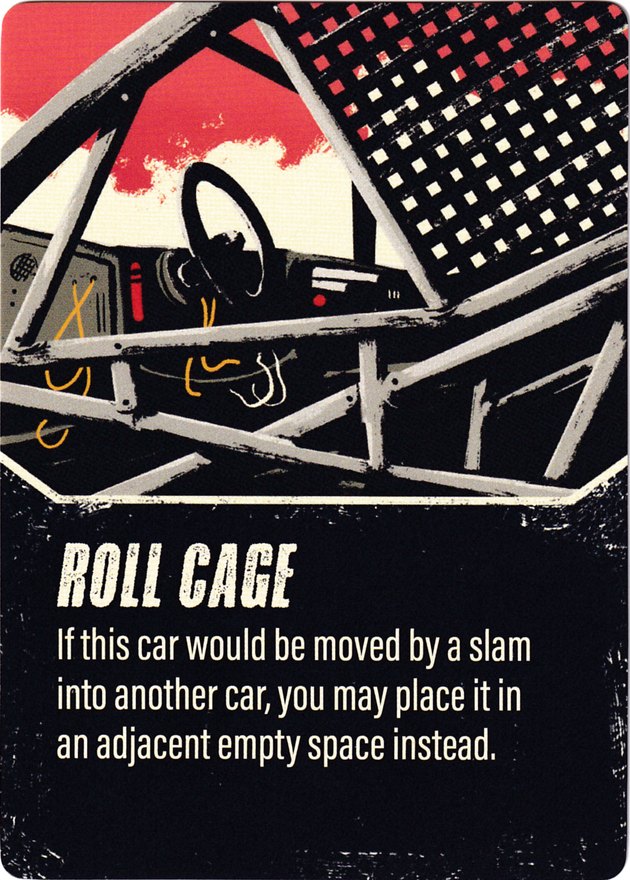 ROLL CAGE
If this car would be moved by a slam
into another car, you may place it in
an adjacent empty space instead.